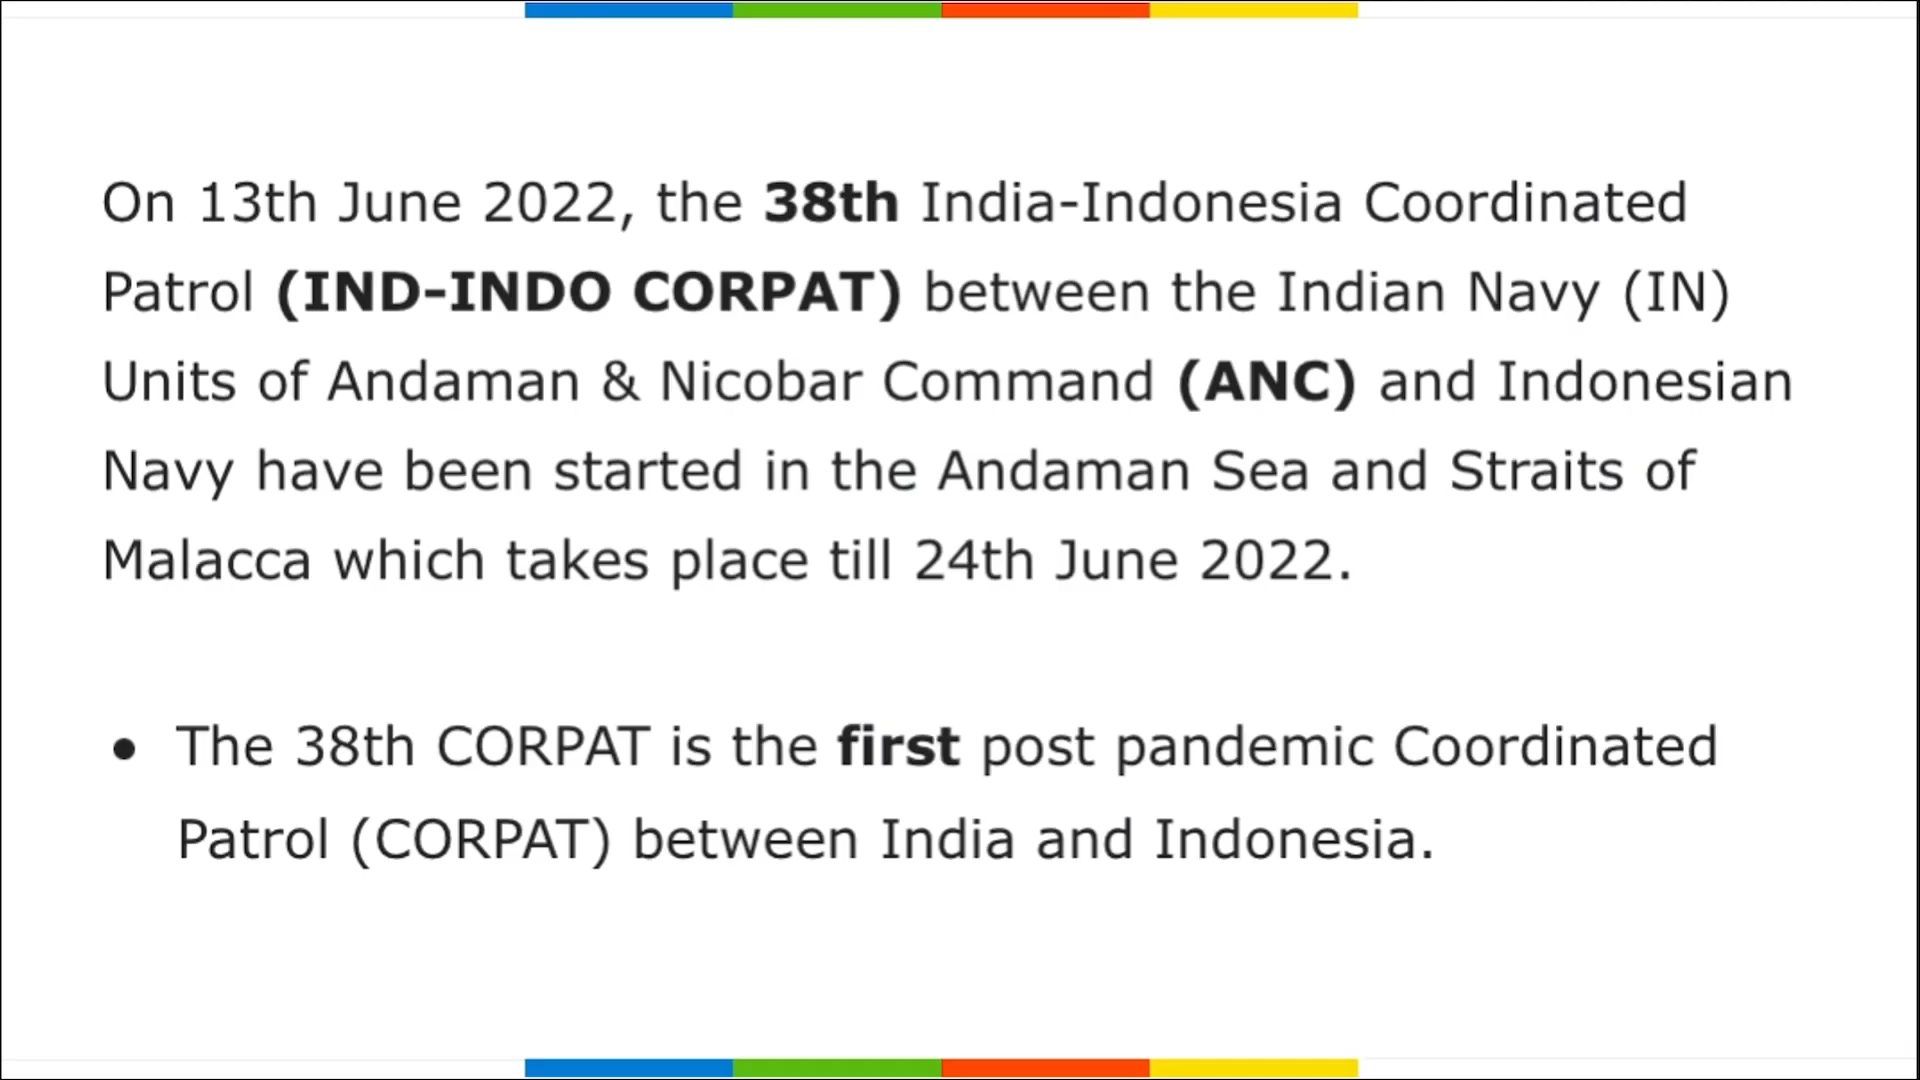 On 13th June 2022, the 38th India-Indonesia Coordinated
Patrol (IND-INDO CORPAT) between the Indian Navy (IN)
Units of Andaman & Nicobar Command (ANC) and Indonesian
Navy have been started in the Andaman Sea and Straits of
Malacca which takes place till 24th June 2022.
• The 38th CORPAT is the first post pandemic Coordinated
Patrol (CORPAT) between India and Indonesia.